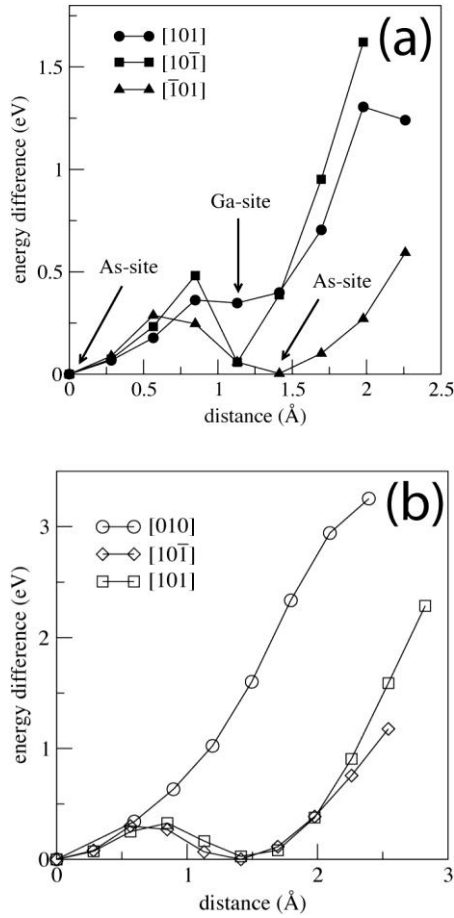 (a)
[101]
[101̅]
[1̅01]
energy difference (eV)
1.5
1
0.5
0
As-site
Ga-site
As-site
0 0.5 1 1.5 2 2.5
distance (Å)
(b)
[010]
[101̅]
[101]
energy difference (eV)
3
2
1
0
0 1 2 3
distance (Å)